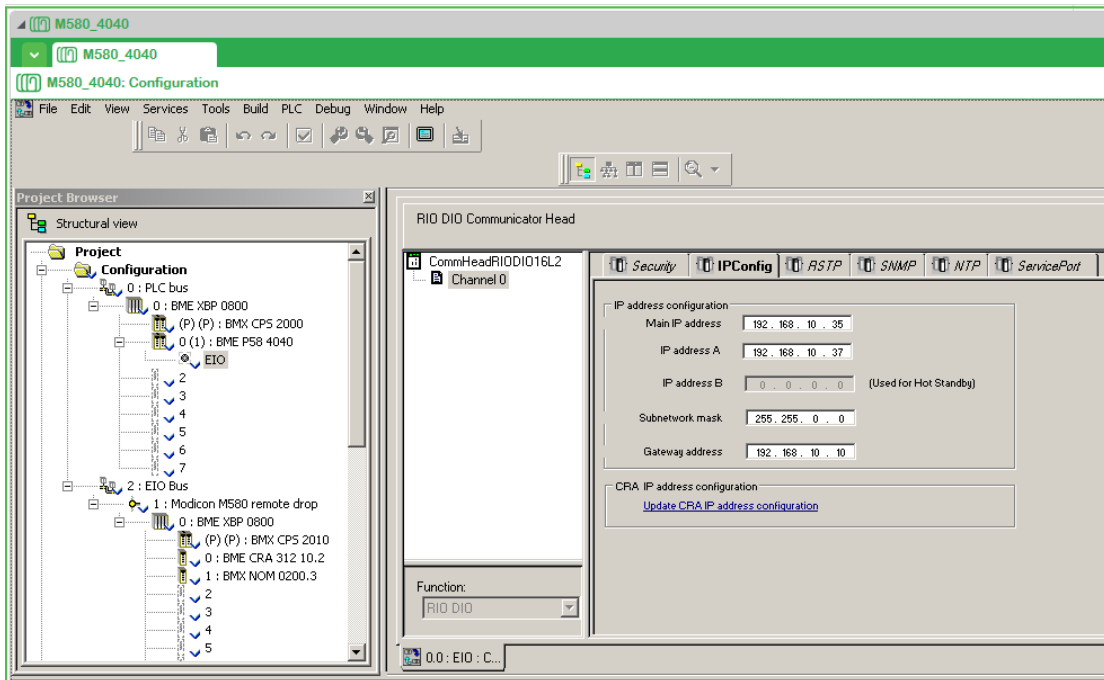 M580_4040
M580_4040
M580_4040: Configuration
File Edit View Services Tools Build PLC Debug Window Help
Project Browser
Structural view
Project
Configuration
0 : PLC bus
0 : BME XBP 0800
(P) (P) : BMX CPS 2000
0 (1) : BME P58 4040
EIO
2
3
4
5
6
7
2 : EIO Bus
1 : Modicon M580 remote drop
0 : BME XBP 0800
(P) (P) : BMX CPS 2010
0 : BME CRA 312 10.2
1 : BMX NOM 0200.3
2
3
4
5
RIO DIO Communicator Head
CommHeadRIODIO16L2
Channel 0
Function:
RIO DIO
Security IPConfig RSTP SNMP NTP ServicePort
IP address configuration
Main IP address 192 . 168 . 10 . 35
IP address A 192 . 168 . 10 . 37
IP address B 0 . 0 . 0 . 0 (Used for Hot Standby)
Subnetwork mask 255 . 255 . 0 . 0
Gateway address 192 . 168 . 10 . 10
CRA IP address configuration
Update CRA IP address configuration
0.0 : EIO : C...